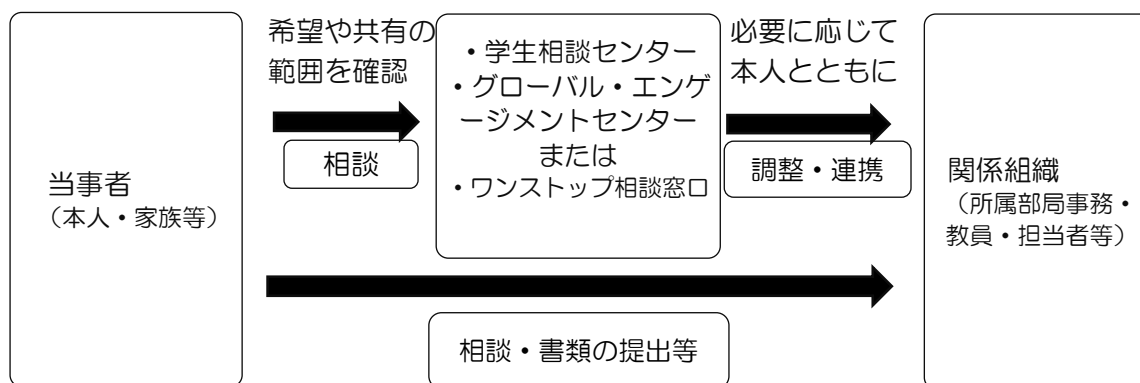 当事者
（本人・家族等）
希望や共有の
範囲を確認
相談
・学生相談センター
・グローバル・エンゲ
ージメントセンター
または
・ワンストップ相談窓口
必要に応じて
本人とともに
調整・連携
関係組織
（所属部局事務・
教員・担当者等）
相談・書類の提出等